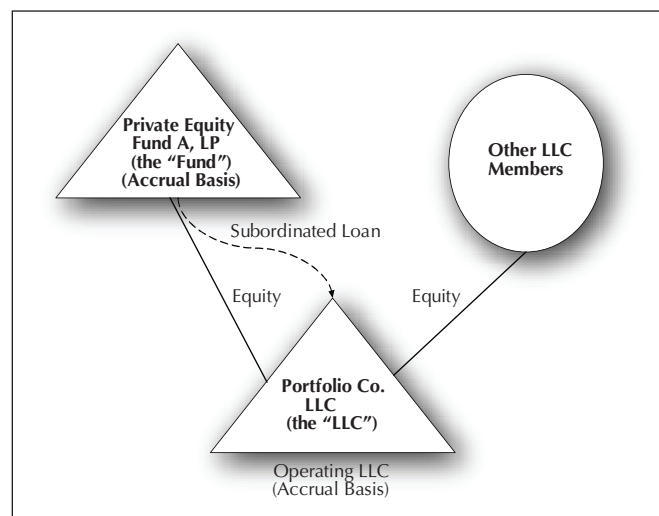 Private Equity
Fund A, LP
(the “Fund”)
(Accrual Basis)
Other LLC
Members
Subordinated Loan
Equity
Equity
Portfolio Co.
LLC
(the “LLC”)
Operating LLC
(Accrual Basis)